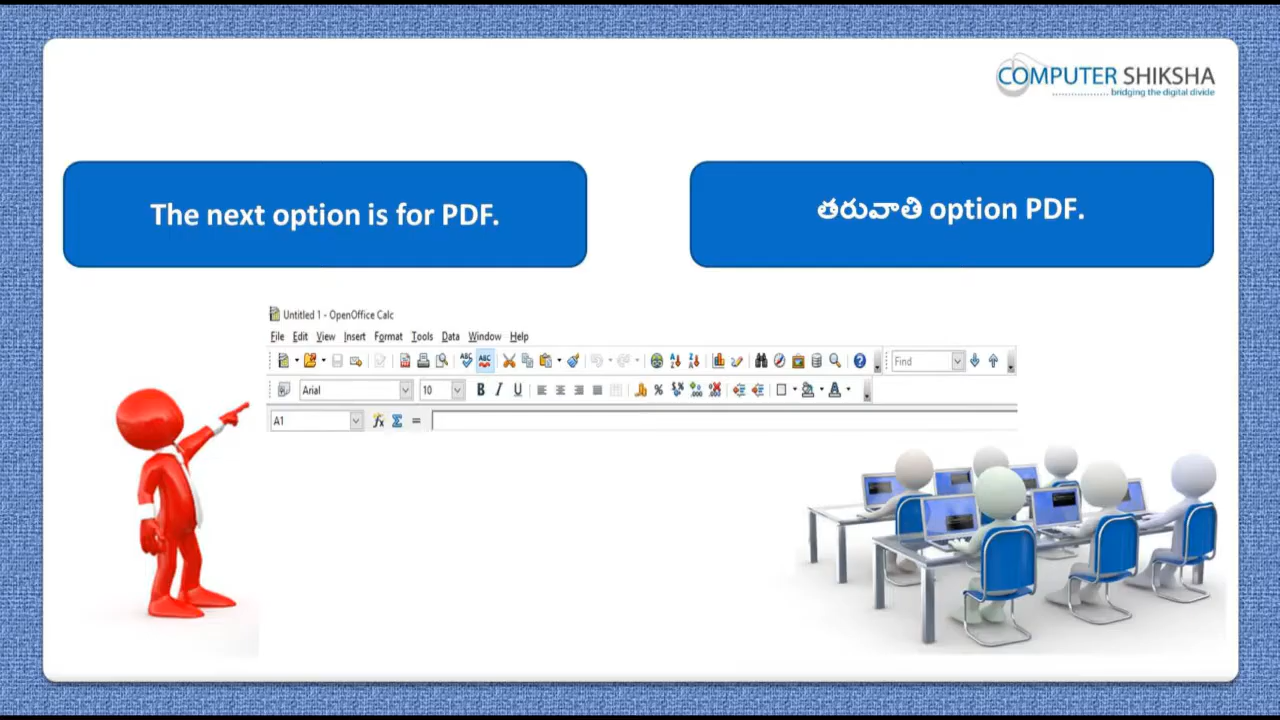 COMPUTER SHIKSHA
bridging the digital divide
The next option is for PDF.
తరువాతి option PDF.
Untitled 1 - OpenOffice Calc
File Edit View Insert Format Tools Data Window Help
Find
Arial 10 B I U
A1